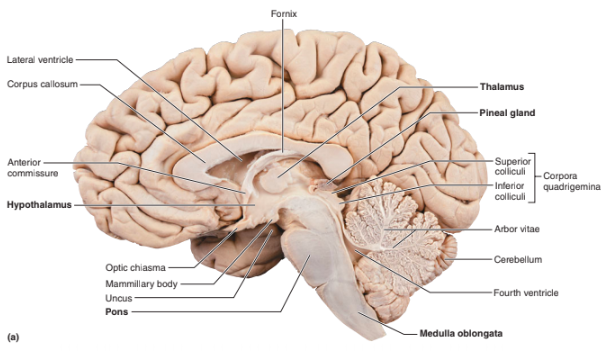 Fornix
Lateral ventricle
Corpus callosum
Thalamus
Pineal gland
Anterior
commissure
Superior
colliculi
Inferior
colliculi
Corpora
quadrigemina
Hypothalamus
Arbor vitae
Cerebellum
Optic chiasma
Mammillary body
Uncus
Pons
Fourth ventricle
Medulla oblongata
(a)